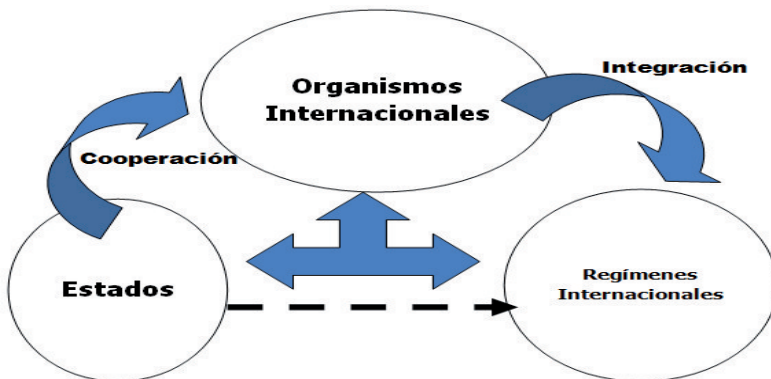 Organismos
Internacionales
Integración
Cooperación
Estados
Regímenes
Internacionales